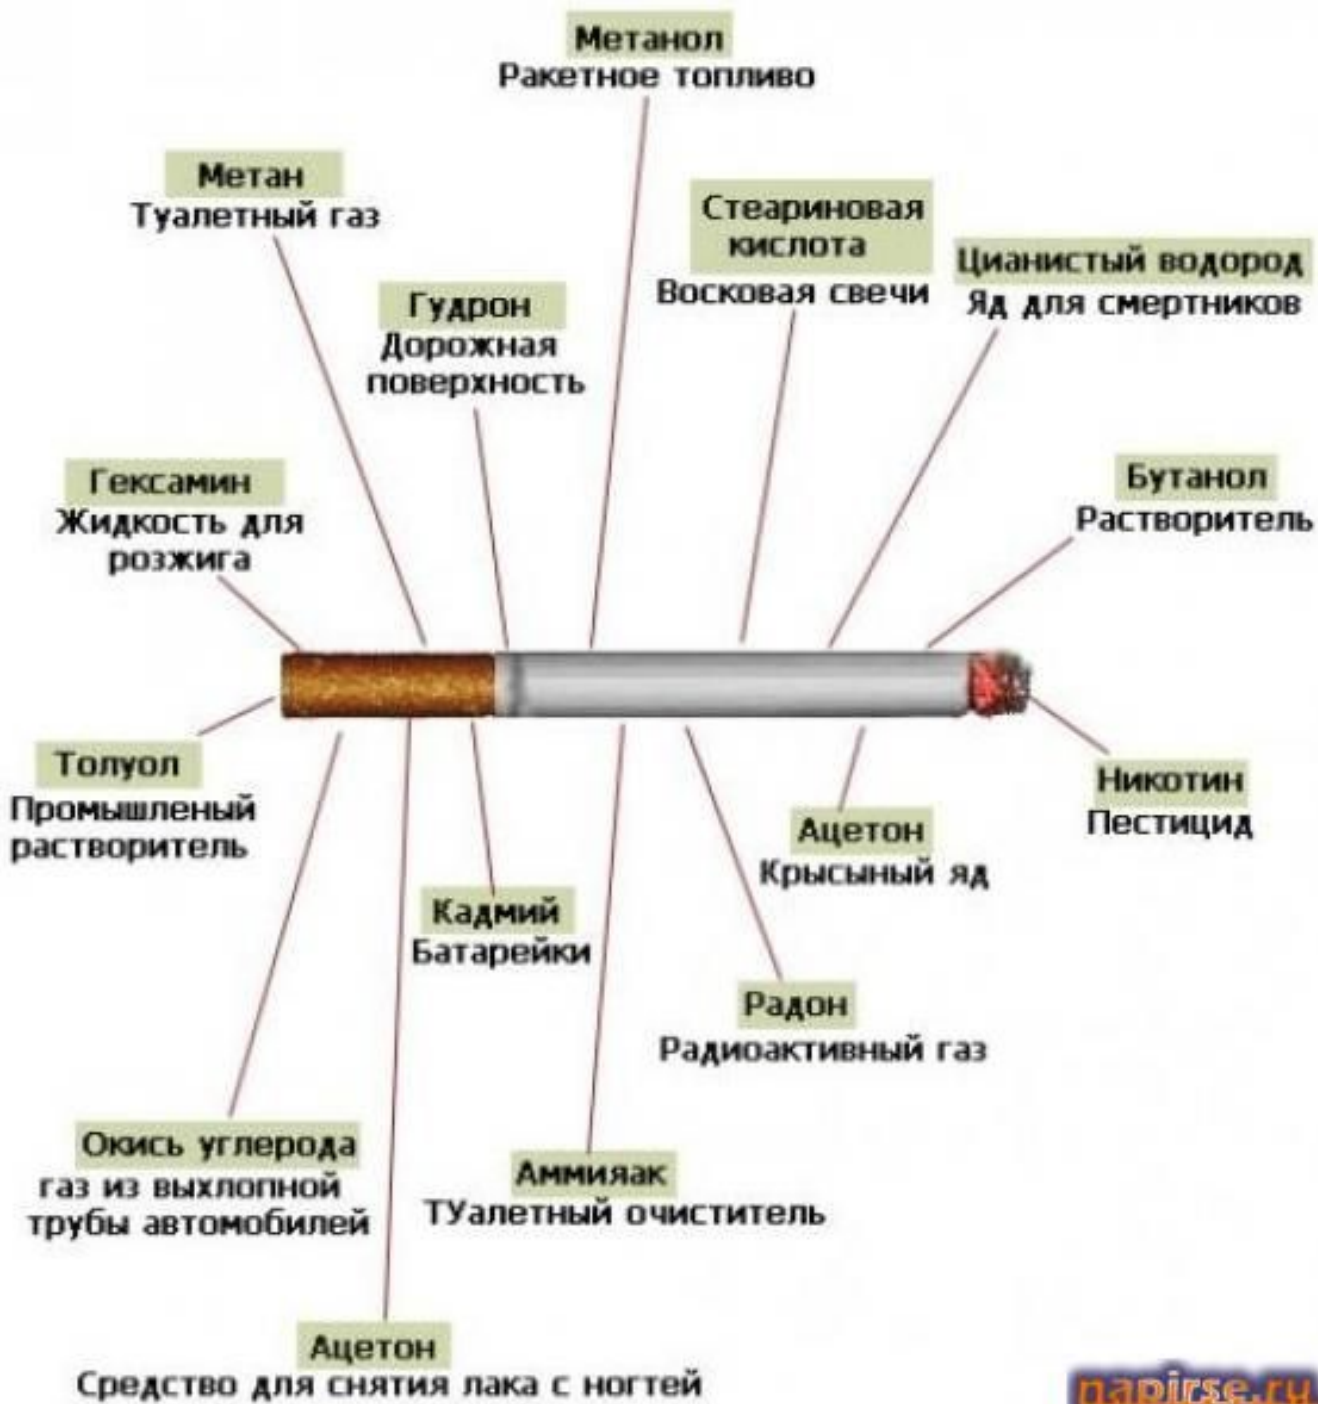 Метанол
Ракетное топливо
Метан
Туалетный газ
Стеариновая
кислота
Восковая свечи
Цианистый водород
Яд для смертников
Гудрон
Дорожная
поверхность
Гексамин
Жидкость для
розжига
Бутанол
Растворитель
Толуол
Промышленый
растворитель
Никотин
Пестицид
Ацетон
Крысыный яд
Кадмий
Батарейки
Радон
Радиоактивный газ
Окись углерода
газ из выхлопной
трубы автомобилей
Аммияак
ТУалетный очиститель
Ацетон
Средство для снятия лака с ногтей
napirse.ru